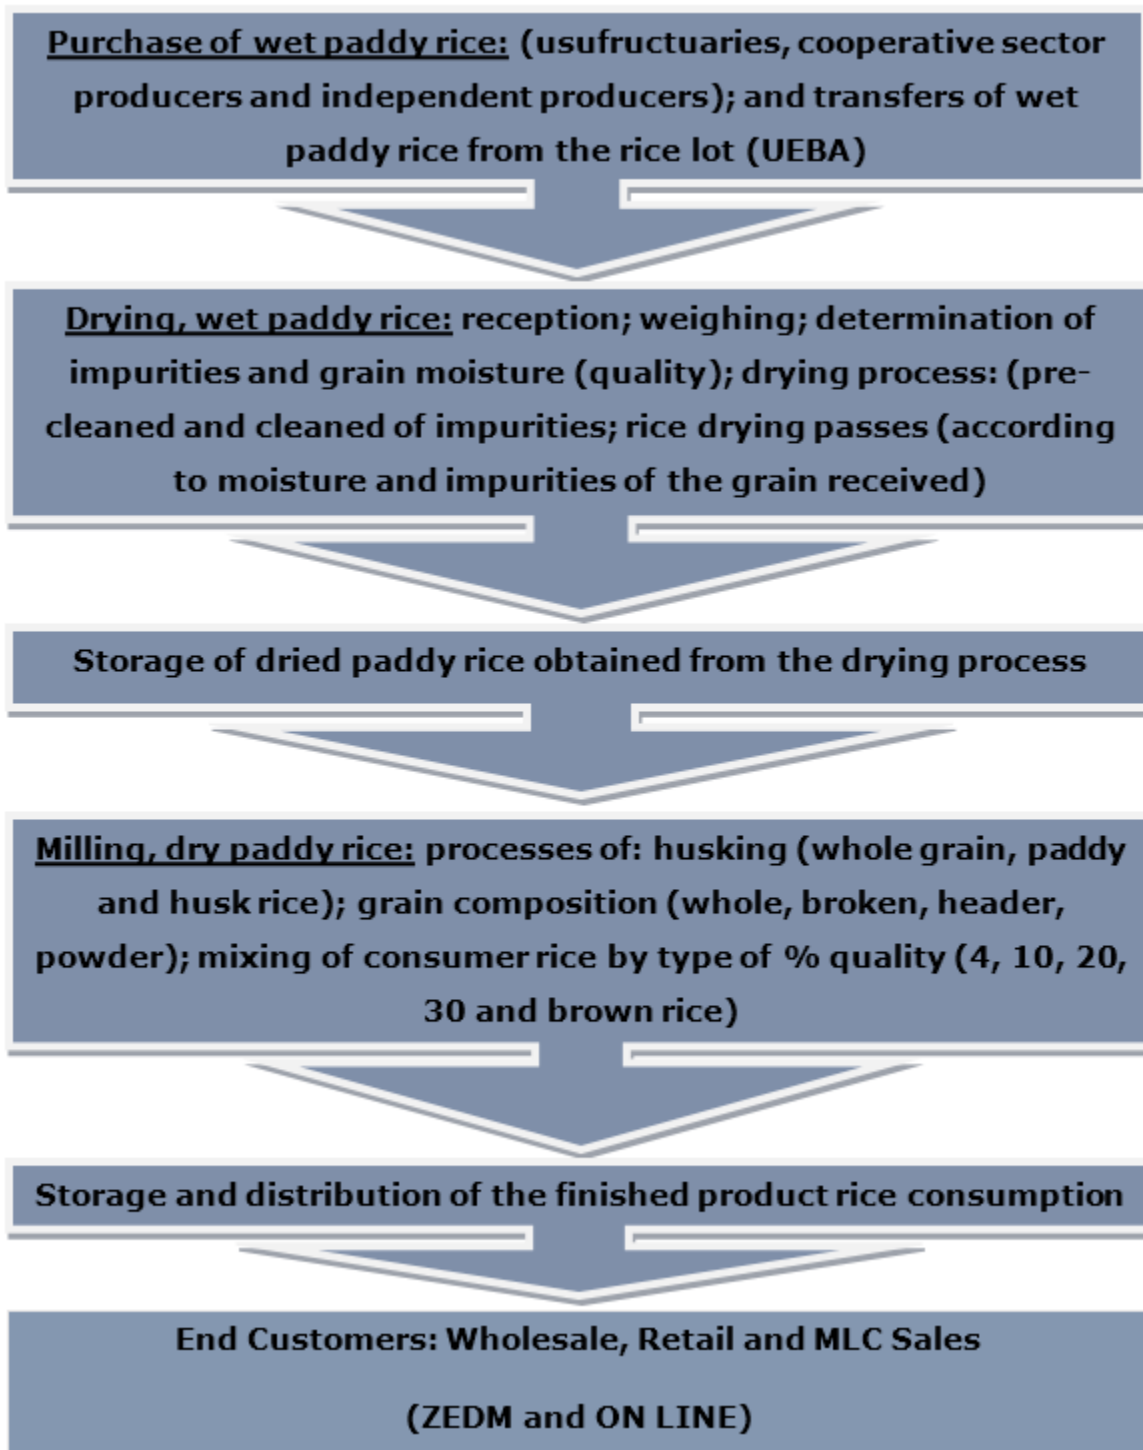 Purchase of wet paddy rice: (usufructuaries, cooperative sector
producers and independent producers); and transfers of wet
paddy rice from the rice lot (UEBA)
Drying, wet paddy rice: reception; weighing; determination of
impurities and grain moisture (quality); drying process: (pre-
cleaned and cleaned of impurities; rice drying passes (according
to moisture and impurities of the grain received)
Storage of dried paddy rice obtained from the drying process
Milling, dry paddy rice: processes of: husking (whole grain, paddy
and husk rice); grain composition (whole, broken, header,
powder); mixing of consumer rice by type of % quality (4, 10, 20,
30 and brown rice)
Storage and distribution of the finished product rice consumption
End Customers: Wholesale, Retail and MLC Sales
(ZEDM and ON LINE)